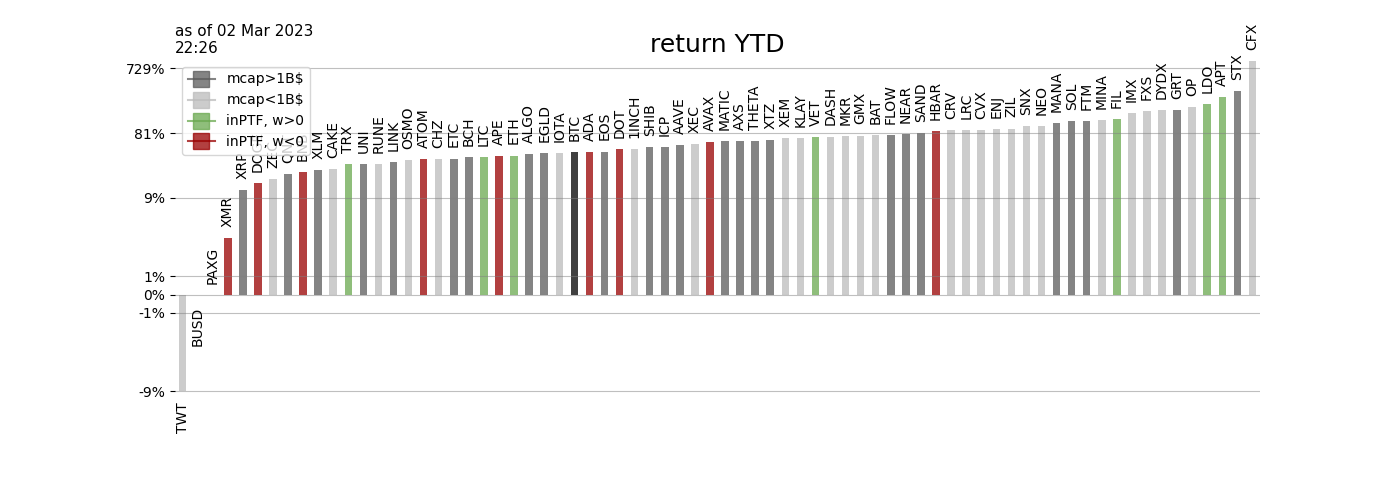 as of 02 Mar 2023
22:26
return YTD
729%
81%
9%
1%
0%
-1%
-9%
mcap>1B$
mcap<1B$
inPTF, w>0
inPTF, w<0
TWT
BUSD
PAXG
XMR
XRP
XLM
CAKE
TRX
UNI
RUNE
LINK
OSMO
ATOM
CHZ
ETC
BCH
LTC
APE
ETH
ALGO
EGLD
IOTA
BTC
ADA
EOS
DOT
1INCH
SHIB
ICP
AAVE
XEC
AVAX
MATIC
AXS
THETA
XTZ
XEM
KLAY
VET
DASH
MKR
GMX
BAT
FLOW
NEAR
SAND
HBAR
CRV
LRC
CVX
ENJ
ZIL
SNX
NEO
MANA
SOL
FTM
MINA
FIL
IMX
FXS
DYDX
GRT
OP
LDO
APT
STX
CFX